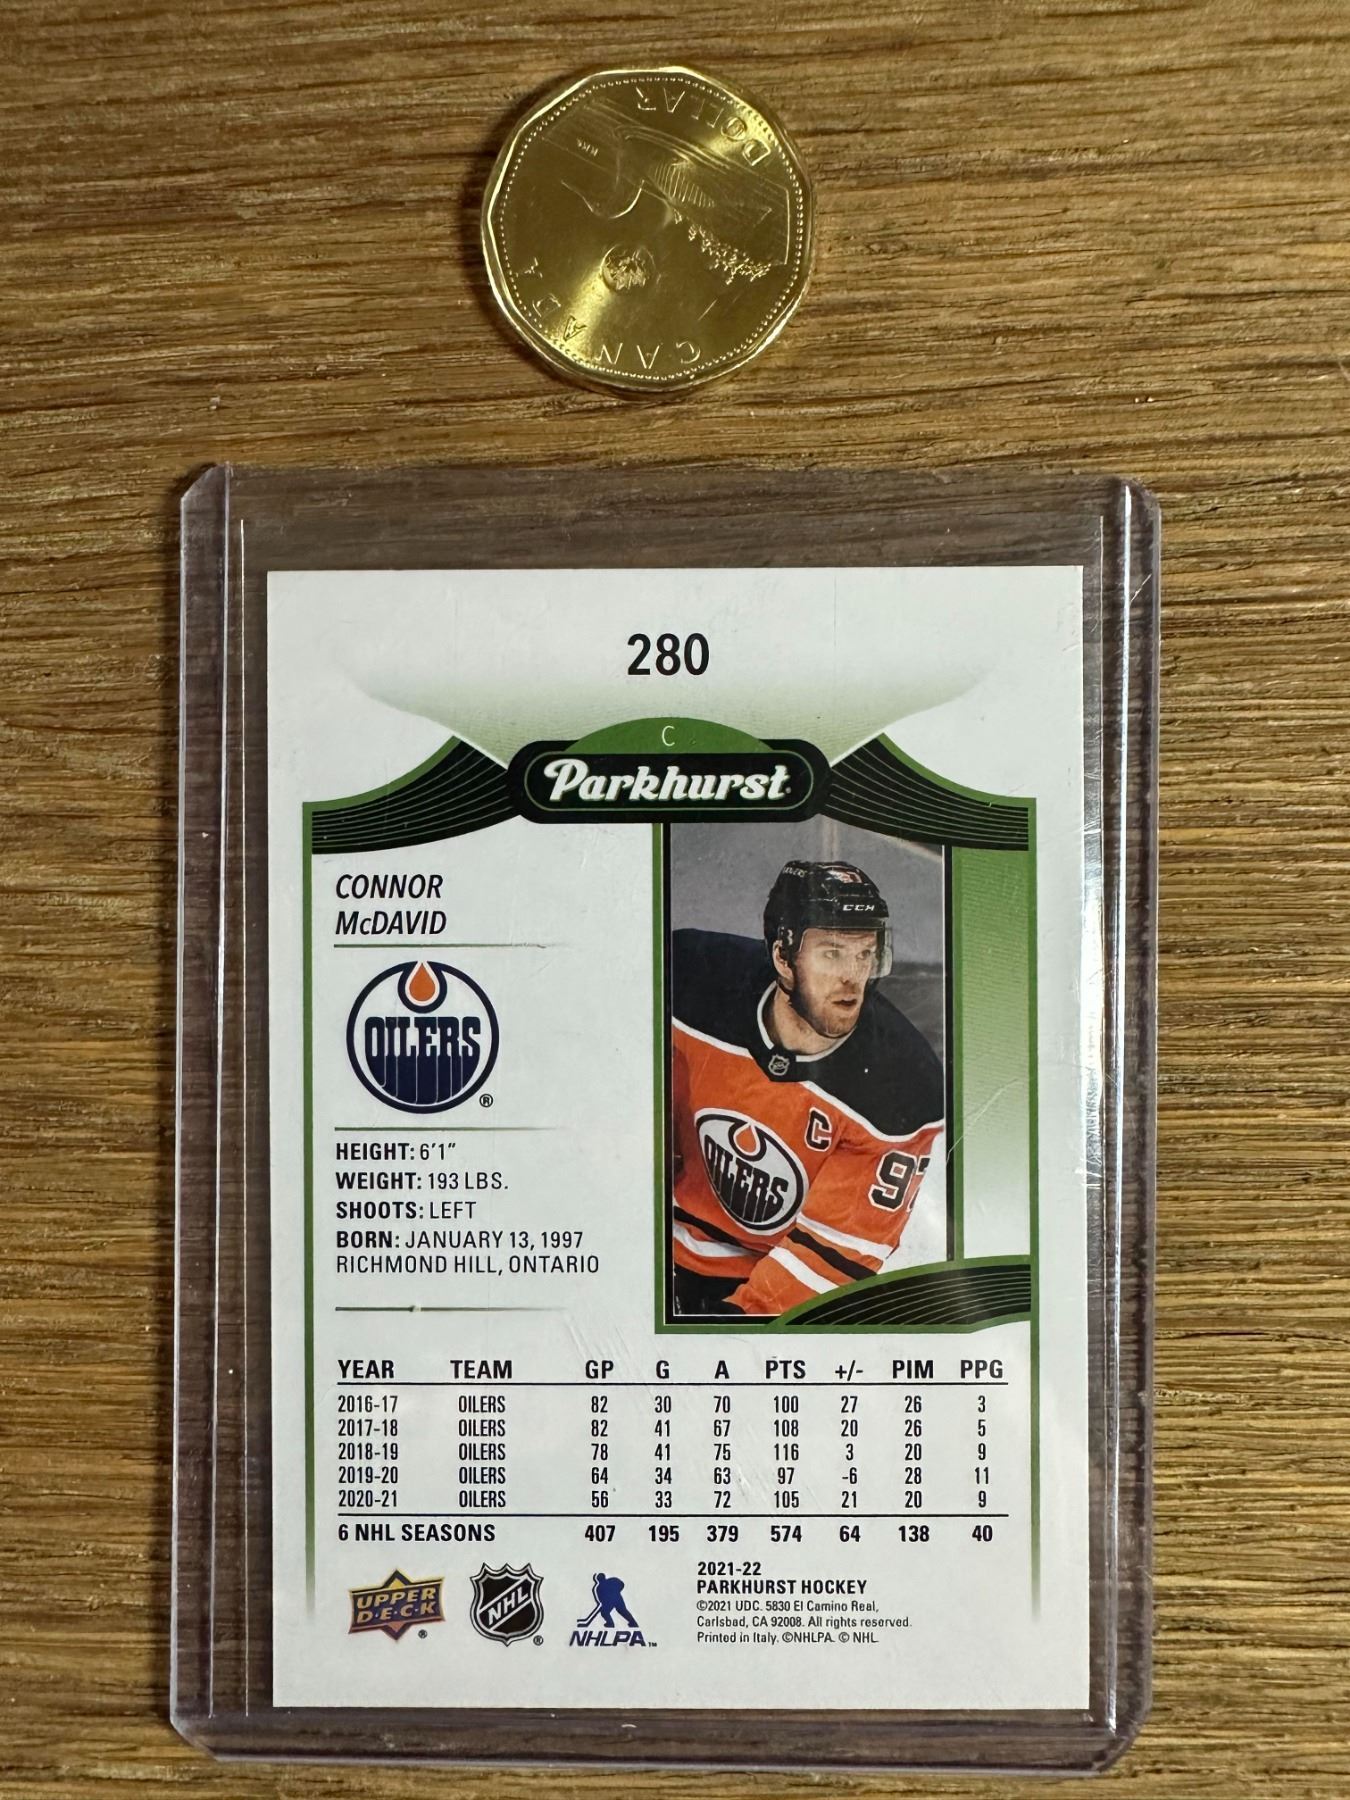 DOLLAR
KKS
CANADA
280
C
Parkhurst
CONNOR
McDAVID
OILERS
®
HEIGHT: 6'1"
WEIGHT: 193 LBS.
SHOOTS: LEFT
BORN: JANUARY 13, 1997
RICHMOND HILL, ONTARIO
OILERS
CCM
C
97
OILERS
YEAR TEAM GP G A PTS +/- PIM PPG
2016-17 OILERS 82 30 70 100 27 26 3
2017-18 OILERS 82 41 67 108 20 26 5
2018-19 OILERS 78 41 75 116 3 20 9
2019-20 OILERS 64 34 63 97 -6 28 11
2020-21 OILERS 56 33 72 105 21 20 9
6 NHL SEASONS 407 195 379 574 64 138 40
UPPER
D·E·C·K
®
NHL
®
NHLPA™
2021-22
PARKHURST HOCKEY
©2021 UDC. 5830 El Camino Real,
Carlsbad, CA 92008. All rights reserved.
Printed in Italy. ©NHLPA. © NHL.